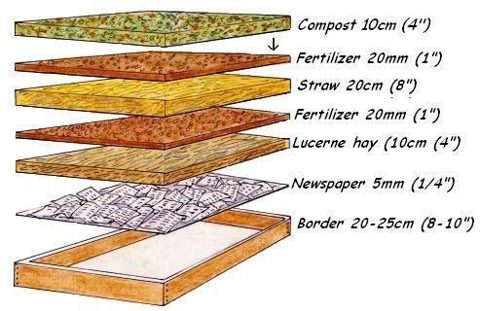 Compost 10cm (4")
Fertilizer 20mm (1")
Straw 20cm (8")
Fertilizer 20mm (1")
Lucerne hay (10cm (4")
Newspaper 5mm (1/4")
Border 20-25cm (8-10")